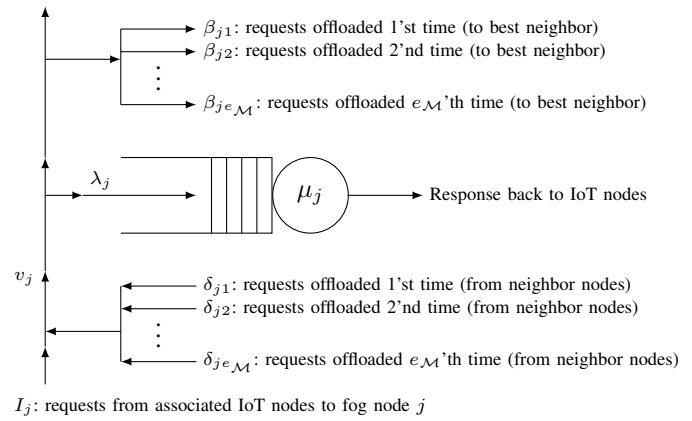 β_{j1}: requests offloaded 1'st time (to best neighbor)
β_{j2}: requests offloaded 2'nd time (to best neighbor)
⋮
β_{je_ℳ}: requests offloaded e_ℳ'th time (to best neighbor)
λ_j
μ_j
Response back to IoT nodes
v_j
δ_{j1}: requests offloaded 1'st time (from neighbor nodes)
δ_{j2}: requests offloaded 2'nd time (from neighbor nodes)
⋮
δ_{je_ℳ}: requests offloaded e_ℳ'th time (from neighbor nodes)
I_j: requests from associated IoT nodes to fog node j